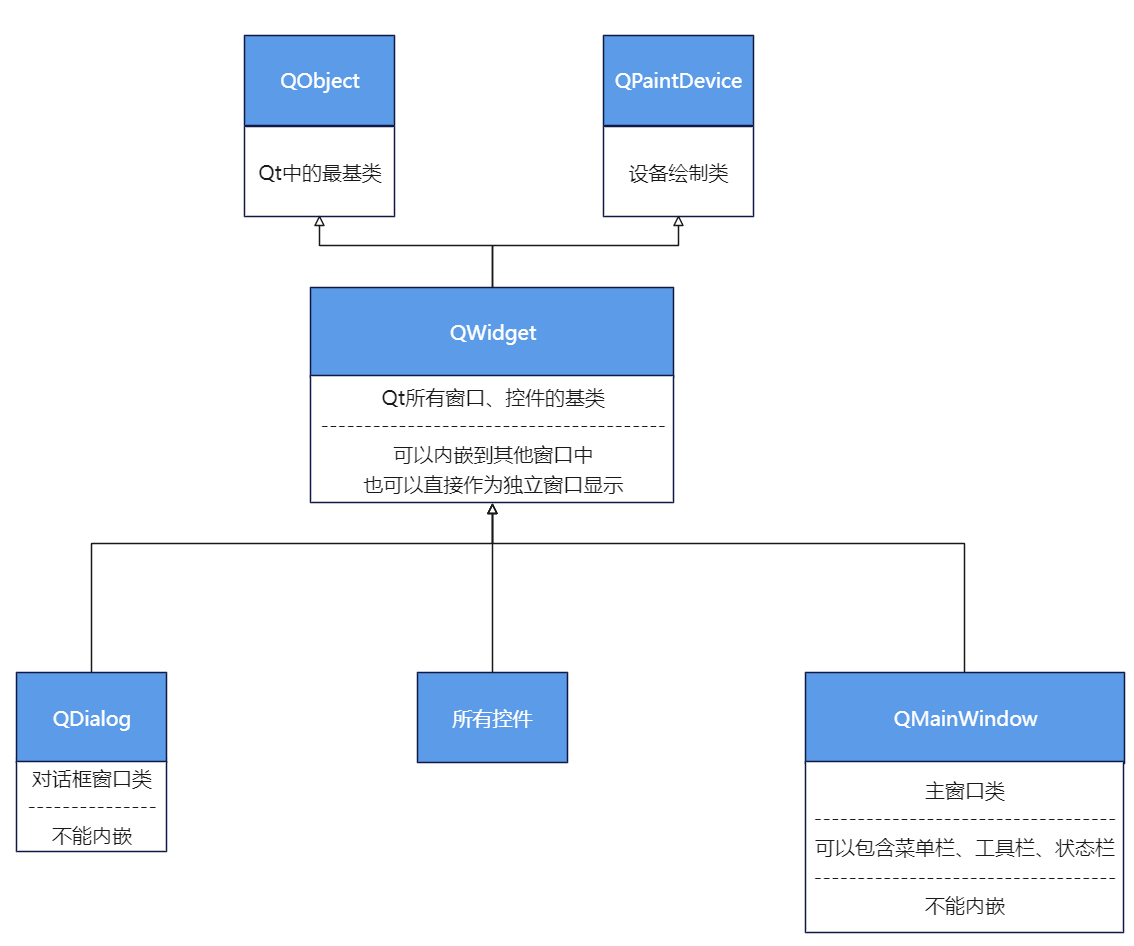 QObject
QPaintDevice
Qt中的最基类
设备绘制类
QWidget
Qt所有窗口、控件的基类
可以内嵌到其他窗口中
也可以直接作为独立窗口显示
QDialog
对话框窗口类
不能内嵌
所有控件
QMainWindow
主窗口类
可以包含菜单栏、工具栏、状态栏
不能内嵌